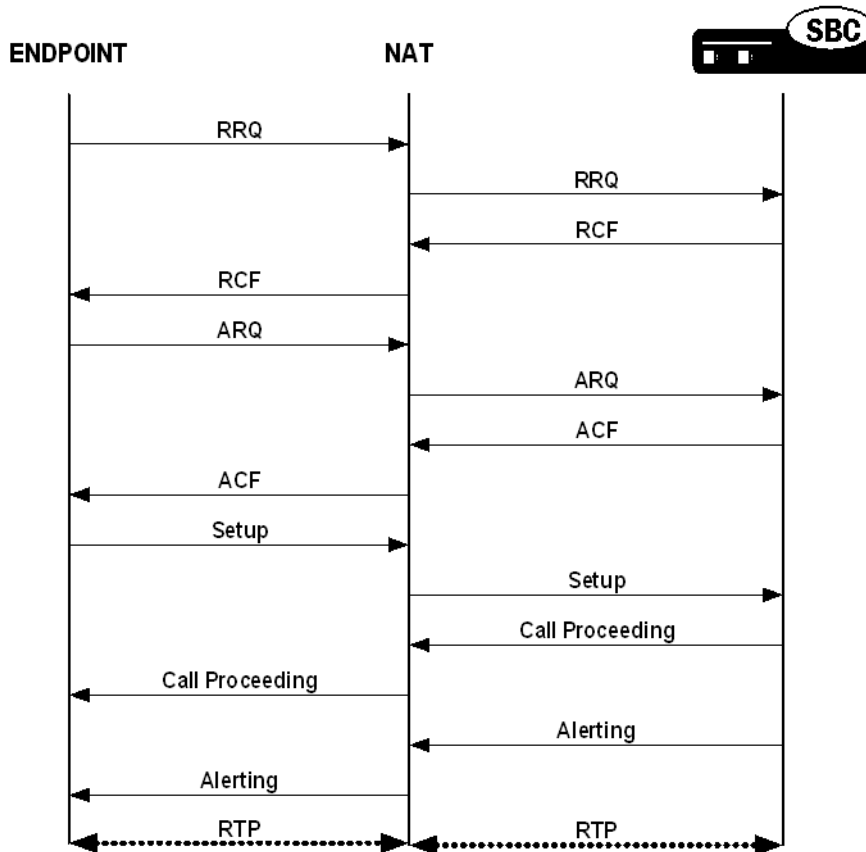 SBC
ENDPOINT
NAT
RRQ
RRQ
RCF
RCF
ARQ
ARQ
ACF
ACF
Setup
Setup
Call Proceeding
Call Proceeding
Alerting
Alerting
RTP
RTP